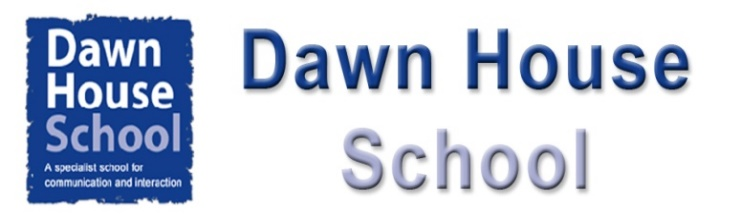 Dawn
House
School
A specialist school for
communication and interaction
Dawn House
School